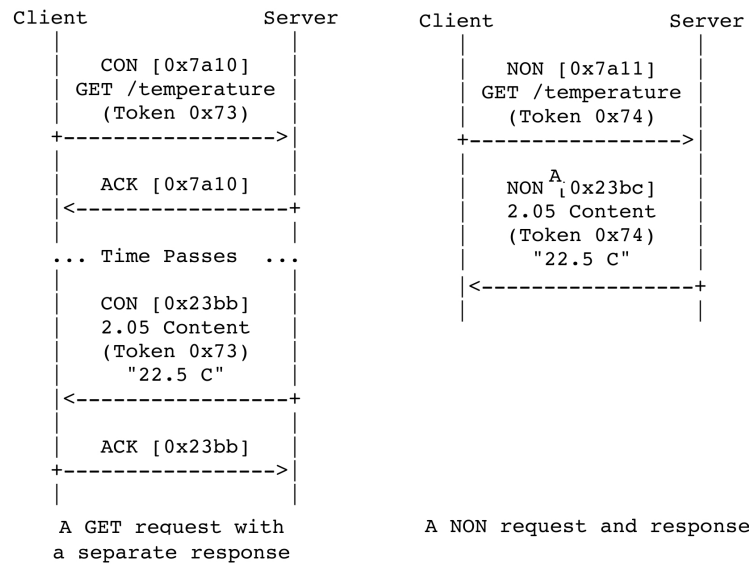 Client Server
CON [0x7a10]
GET /temperature
(Token 0x73)
ACK [0x7a10]
... Time Passes ...
CON [0x23bb]
2.05 Content
(Token 0x73)
"22.5 C"
ACK [0x23bb]
A GET request with
a separate response
Client Server
NON [0x7a11]
GET /temperature
(Token 0x74)
A
NON [0x23bc]
2.05 Content
(Token 0x74)
"22.5 C"
A NON request and response